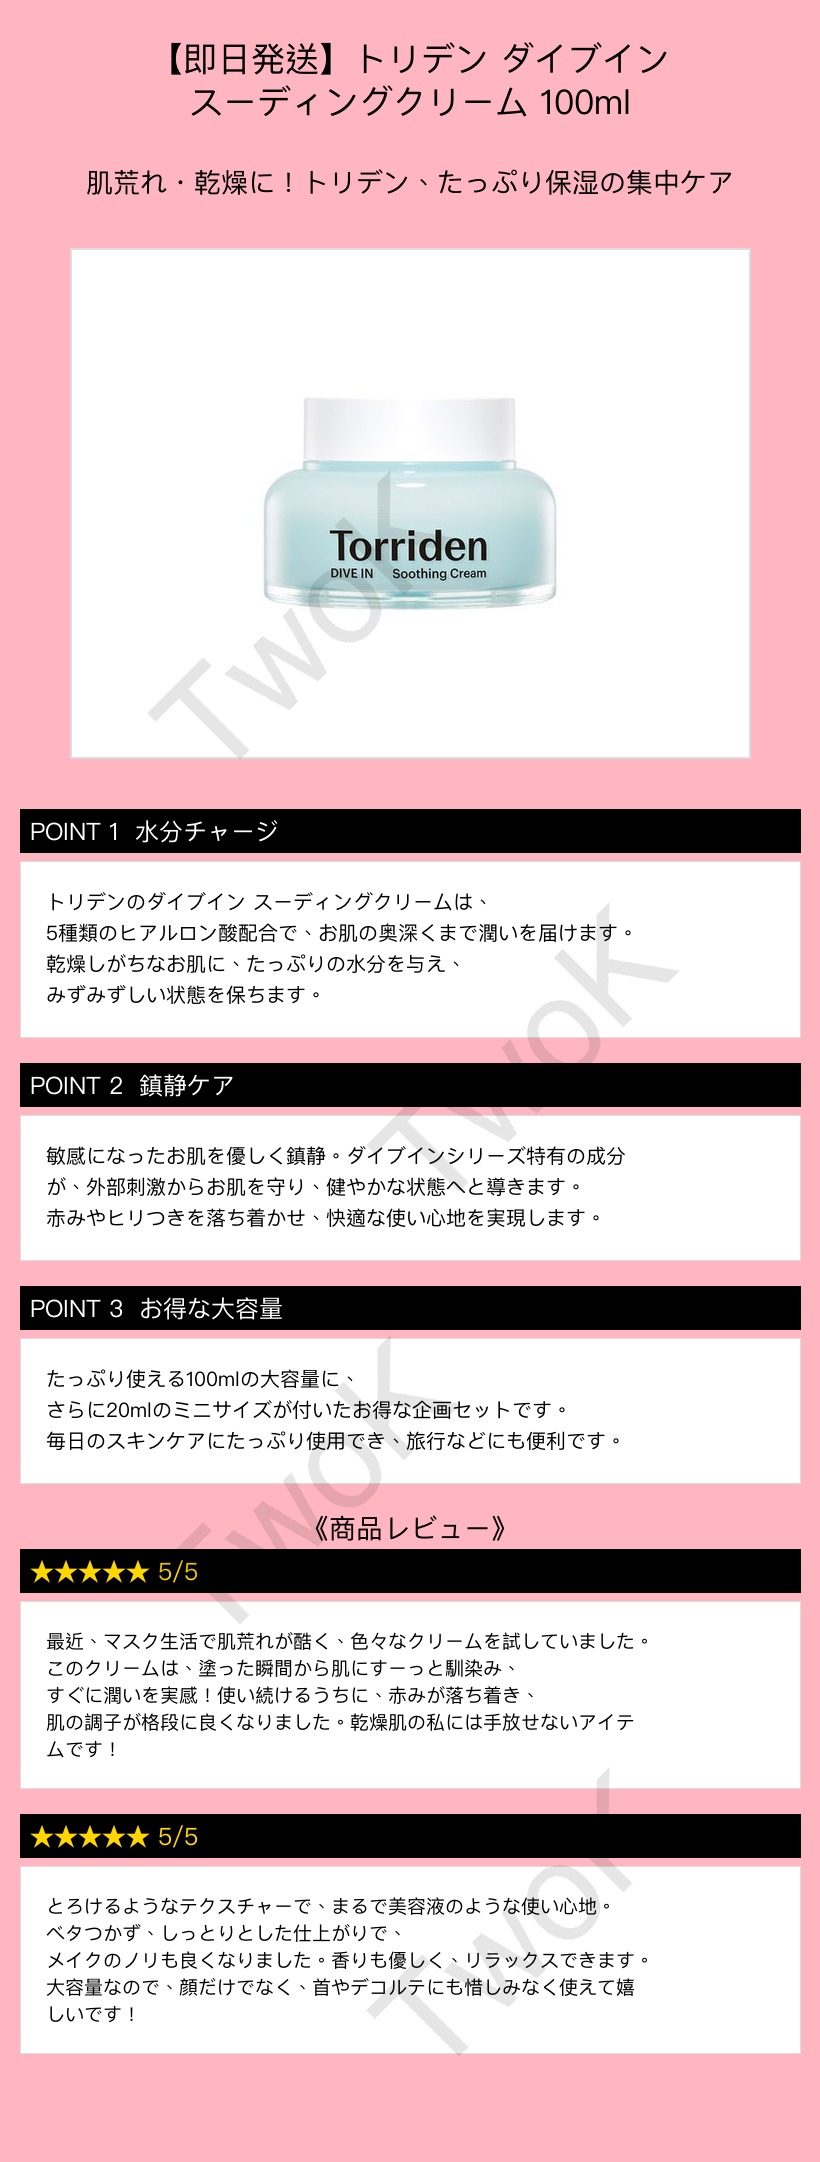 【即日発送】トリデン ダイブイン
スーディングクリーム 100ml
肌荒れ・乾燥に！トリデン、たっぷり保湿の集中ケア
Torriden
DIVE IN Soothing Cream
TwoK
POINT 1 水分チャージ
トリデンのダイブイン スーディングクリームは、
5種類のヒアルロン酸配合で、お肌の奥深くまで潤いを届けます。
乾燥しがちなお肌に、たっぷりの水分を与え、
みずみずしい状態を保ちます。
TwoK
POINT 2 鎮静ケア
敏感になったお肌を優しく鎮静。ダイブインシリーズ特有の成分
が、外部刺激からお肌を守り、健やかな状態へと導きます。
赤みやヒリつきを落ち着かせ、快適な使い心地を実現します。
POINT 3 お得な大容量
たっぷり使える100mlの大容量に、
さらに20mlのミニサイズが付いたお得な企画セットです。
毎日のスキンケアにたっぷり使用でき、旅行などにも便利です。
TwoK
《商品レビュー》
★★★★★ 5/5
最近、マスク生活で肌荒れが酷く、色々なクリームを試していました。
このクリームは、塗った瞬間から肌にすーっと馴染み、
すぐに潤いを実感！使い続けるうちに、赤みが落ち着き、
肌の調子が格段に良くなりました。乾燥肌の私には手放せないアイテ
ムです！
★★★★★ 5/5
とろけるようなテクスチャーで、まるで美容液のような使い心地。
ベタつかず、しっとりとした仕上がりで、
メイクのノリも良くなりました。香りも優しく、リラックスできます。
大容量なので、顔だけでなく、首やデコルテにも惜しみなく使えて嬉
しいです！
TwoK